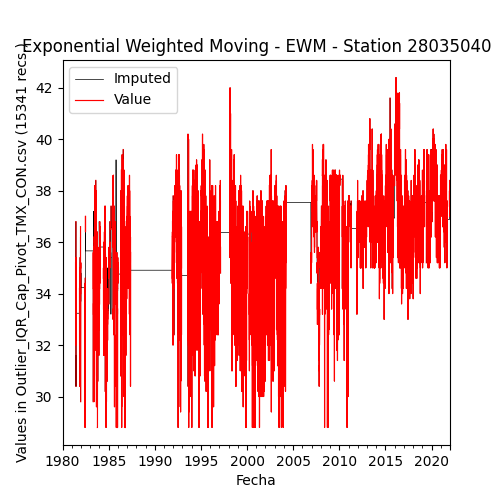 Exponential Weighted Moving - EWM - Station 28035040
Imputed
Value
Values in Outlier_IQR_Cap_Pivot_TMX_CON.csv (15341 recs.)
42
40
38
36
34
32
30
1980 1985 1990 1995 2000 2005 2010 2015 2020
Fecha